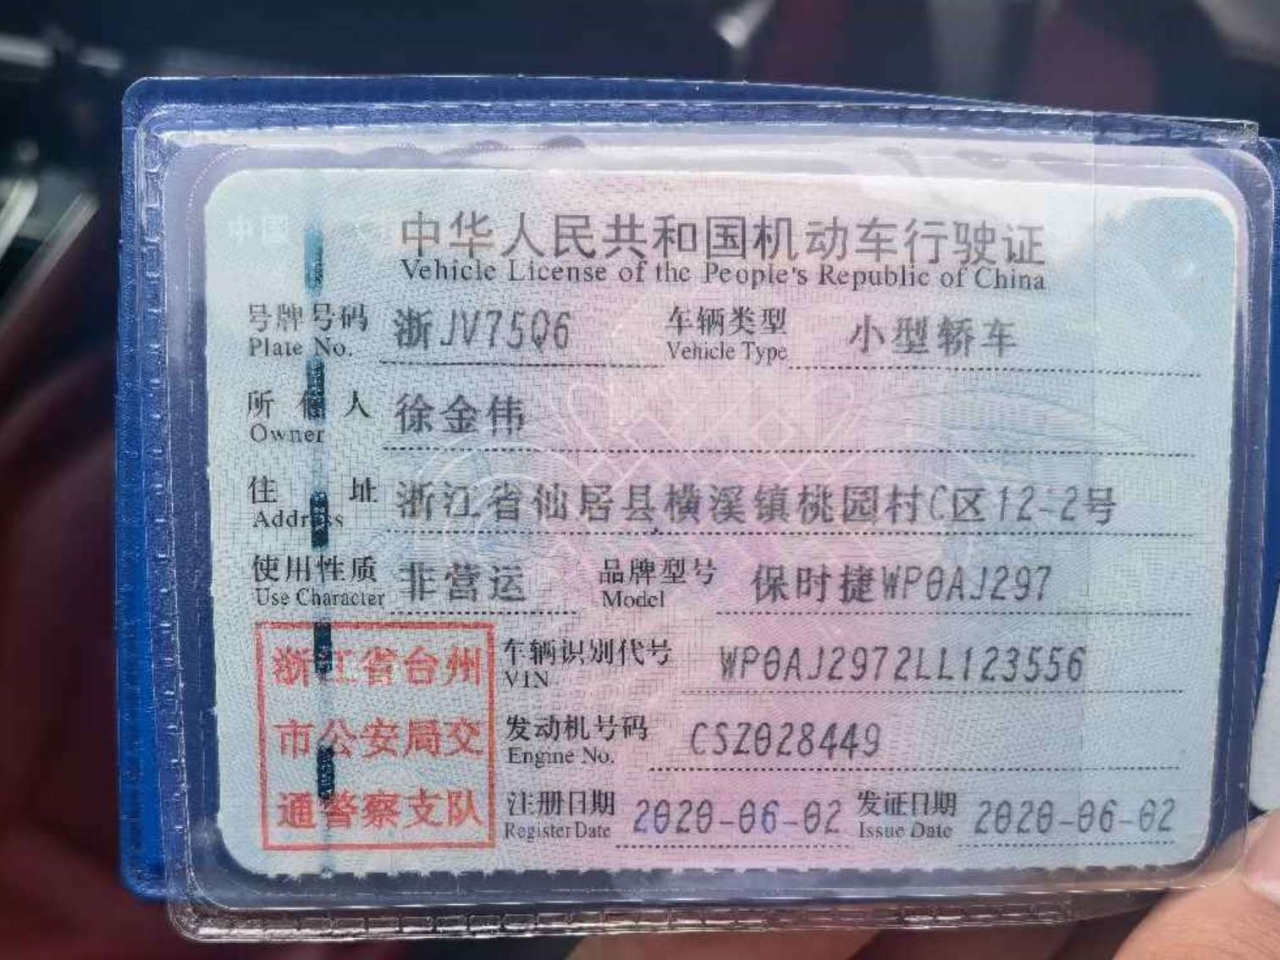 中国
中华人民共和国机动车行驶证
Vehicle License of the People's Republic of China
号牌号码 浙JV75Q6 车辆类型 小型轿车
Plate No. Vehicle Type
所有人 徐金伟
Owner
住址 浙江省仙居县横溪镇桃园村C区12-2号
Address
使用性质 非营运 品牌型号 保时捷WP0AJ297
Use Character Model
浙江省台州
市公安局交
通警察支队
车辆识别代号 WP0AJ2972LL123556
VIN
发动机号码 CSZ028449
Engine No.
注册日期 2020-06-02 发证日期 2020-06-02
Register Date Issue Date